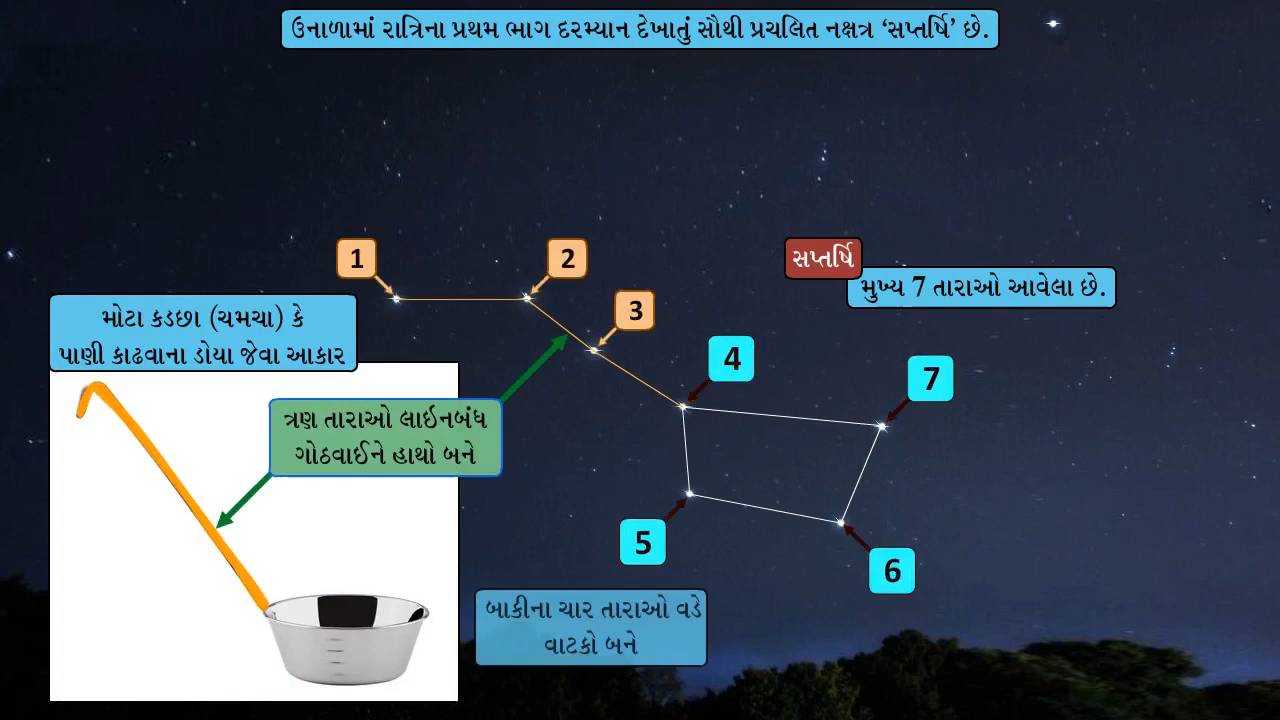 ઉનાળામાં રાત્રિના પ્રથમ ભાગ દરમ્યાન દેખાતું સૌથી પ્રચલિત નક્ષત્ર ‘સપ્તર્ષિ’ છે.
1
2
સપ્તર્ષિ
મુખ્ય 7 તારાઓ આવેલા છે.
3
મોટા કડછા (ચમચા) કે
પાણી કાઢવાના ડોયા જેવા આકાર
4
7
ત્રણ તારાઓ લાઇનબંધ
ગોઠવાઈને હાથો બને
5
6
બાકીના ચાર તારાઓ વડે
વાટકો બને